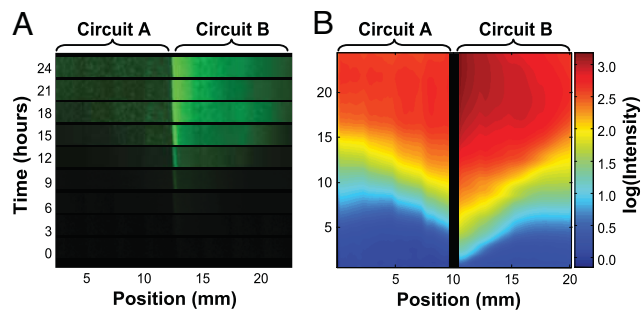 A
Circuit A Circuit B
Time (hours)
24
21
18
15
12
9
6
3
0
5 10 15 20
Position (mm)
B
Circuit A Circuit B
20
15
10
5
5 10 15 20
Position (mm)
3.0
2.5
2.0
1.5
1.0
0.5
0.0
log(Intensity)